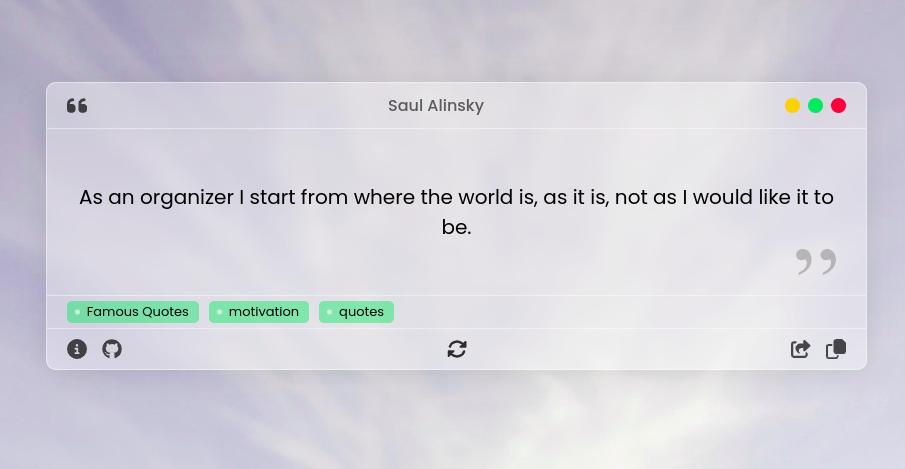 Saul Alinsky
As an organizer I start from where the world is, as it is, not as I would like it to
be.
Famous Quotes
motivation
quotes